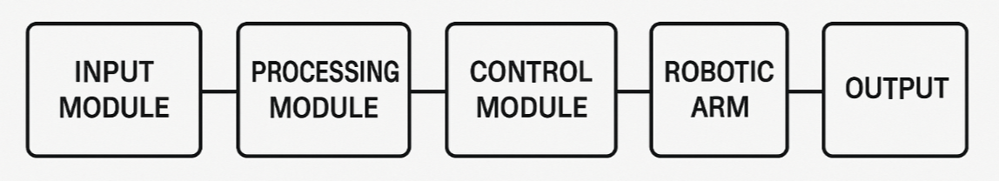 INPUT
MODULE
PROCESSING
MODULE
CONTROL
MODULE
ROBOTIC
ARM
OUTPUT